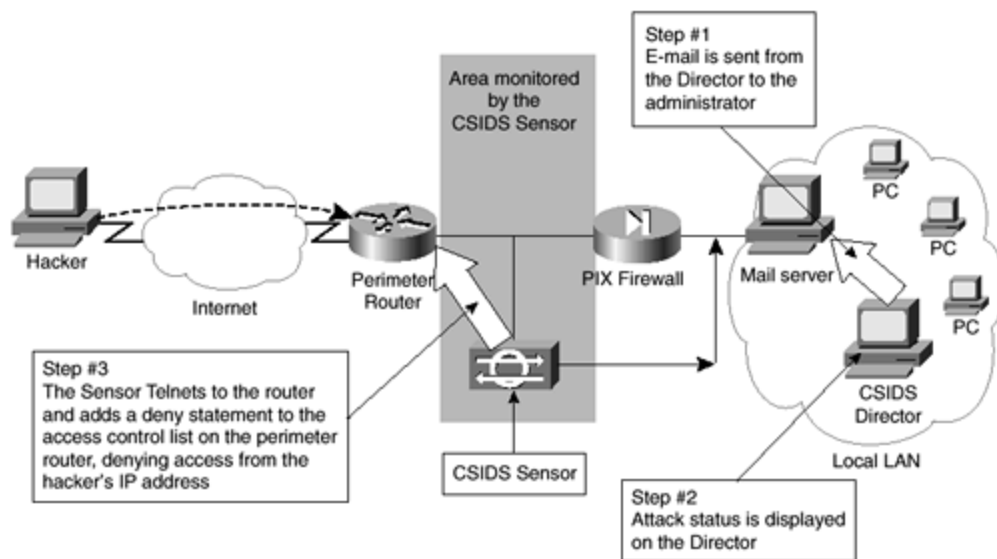 Step #1
E-mail is sent from
the Director to the
administrator
Area monitored
by the
CSIDS Sensor
PC
PC
PC
Hacker
Internet
Perimeter
Router
PIX Firewall
Mail server
Step #3
The Sensor Telnets to the router
and adds a deny statement to the
access control list on the perimeter
router, denying access from the
hacker's IP address
CSIDS Sensor
CSIDS
Director
Local LAN
Step #2
Attack status is displayed
on the Director